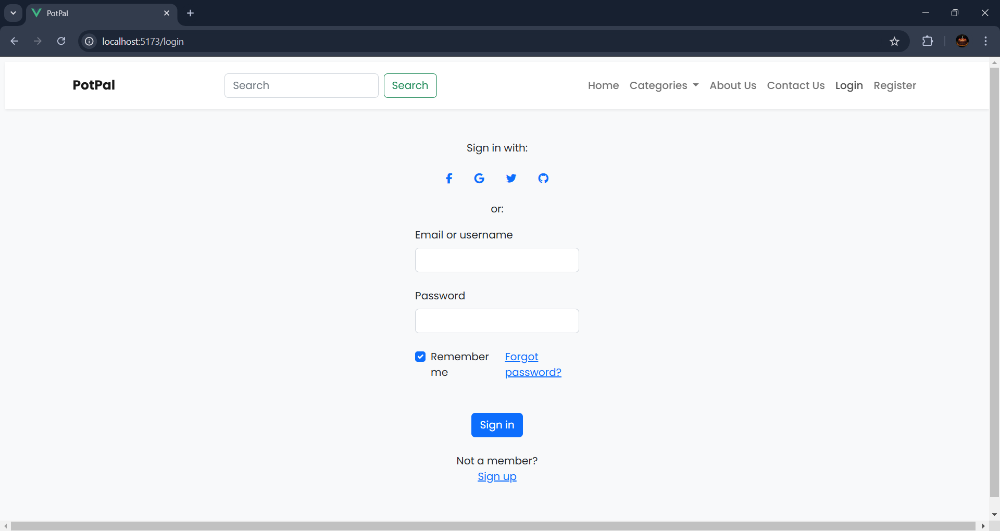 PotPal
localhost:5173/login
PotPal
Search
Search
Home
Categories
About Us
Contact Us
Login
Register
Sign in with:
or:
Email or username
Password
Remember
me
Forgot
password?
Sign in
Not a member?
Sign up